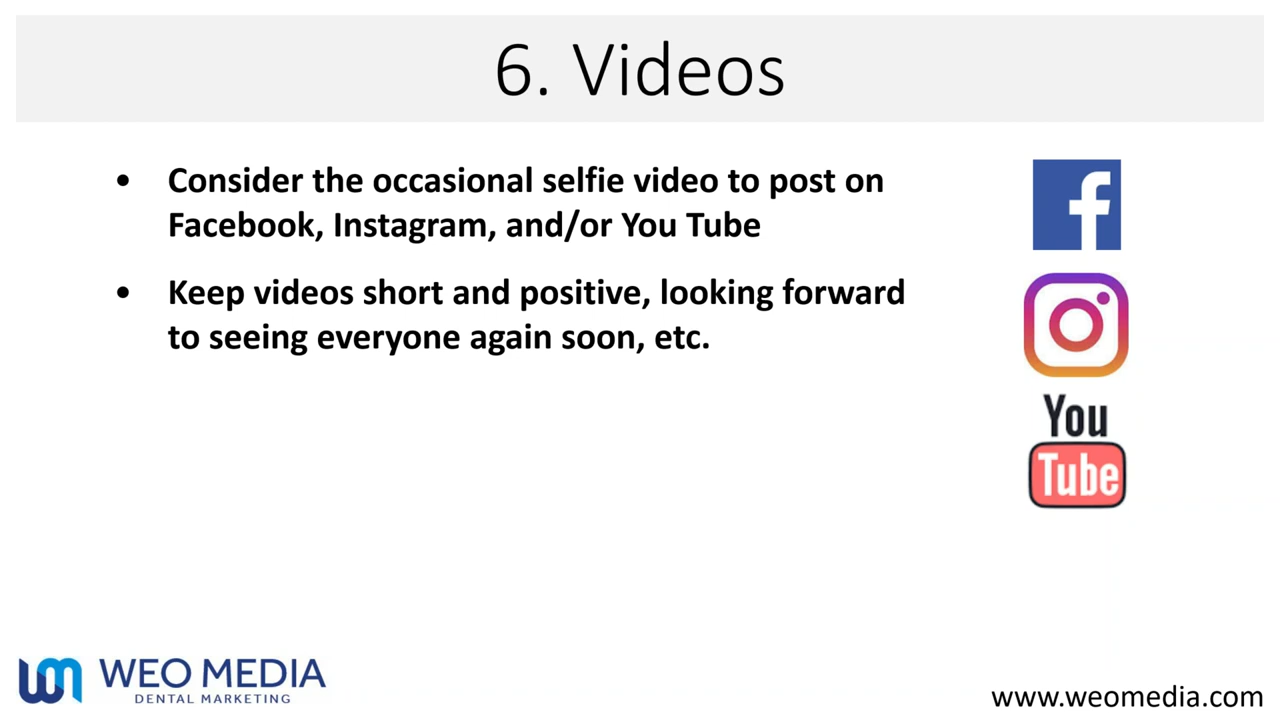 6. Videos
• Consider the occasional selfie video to post on
Facebook, Instagram, and/or You Tube
• Keep videos short and positive, looking forward
to seeing everyone again soon, etc.
You
Tube
WEO MEDIA
DENTAL MARKETING
www.weomedia.com